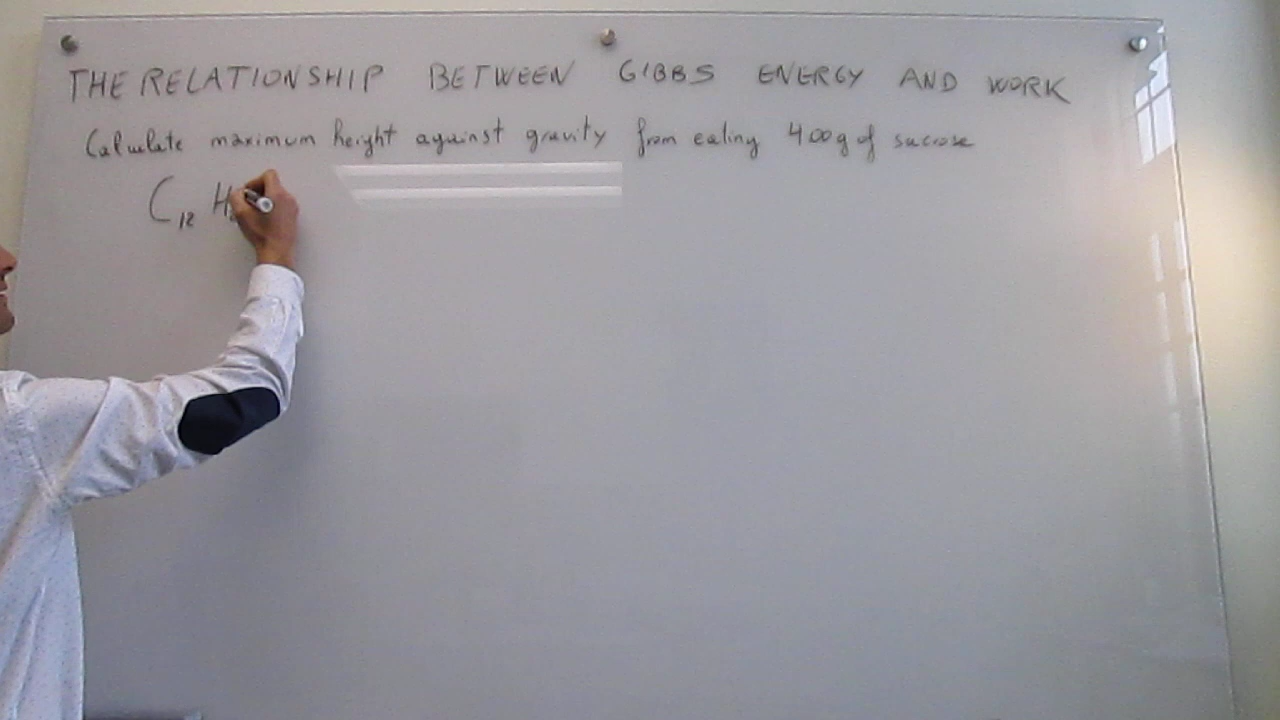 THE RELATIONSHIP BETWEEN GIBBS ENERGY AND WORK
Calculate maximum height against gravity from eating 400g of sucrose
C₁₂ H